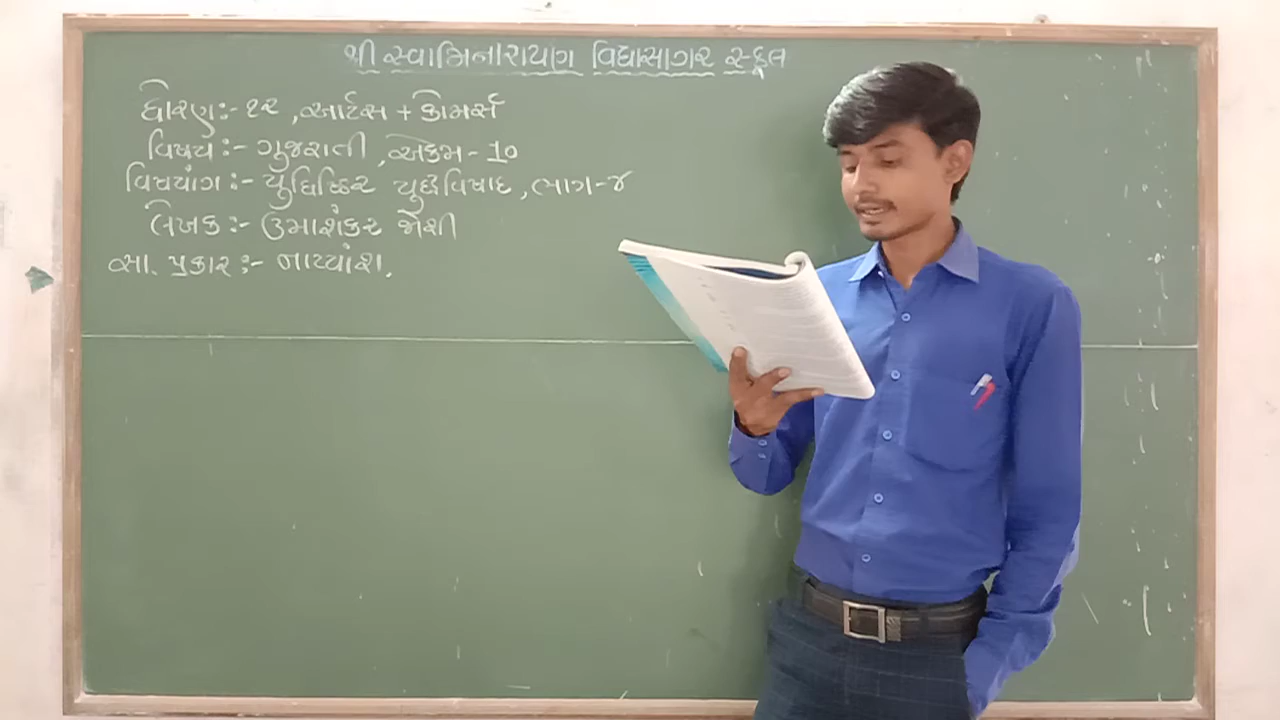 શ્રી સ્વામિનારાયણ વિદ્યાસાગર સ્કૂલ
ધોરણ:- ૧૨, આર્ટસ + કોમર્સ
વિષય:- ગુજરાતી, એકમ - 10
વિષયાંગ:- યુધિષ્ઠિર યુદ્ધવિષાદ, ભાગ-૪
લેખક:- ઉમાશંકર જોશી
સા. પ્રકાર:- નાટ્યાંશ.